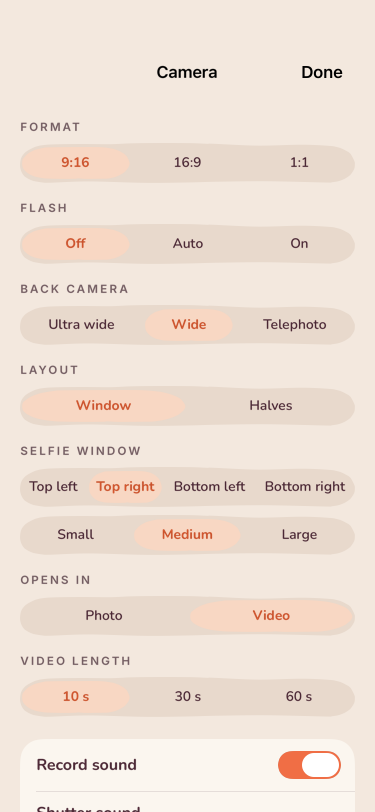 Camera Done
FORMAT
9:16 16:9 1:1
FLASH
Off Auto On
BACK CAMERA
Ultra wide Wide Telephoto
LAYOUT
Window Halves
SELFIE WINDOW
Top left Top right Bottom left Bottom right
Small Medium Large
OPENS IN
Photo Video
VIDEO LENGTH
10 s 30 s 60 s
Record sound
Shutter sound